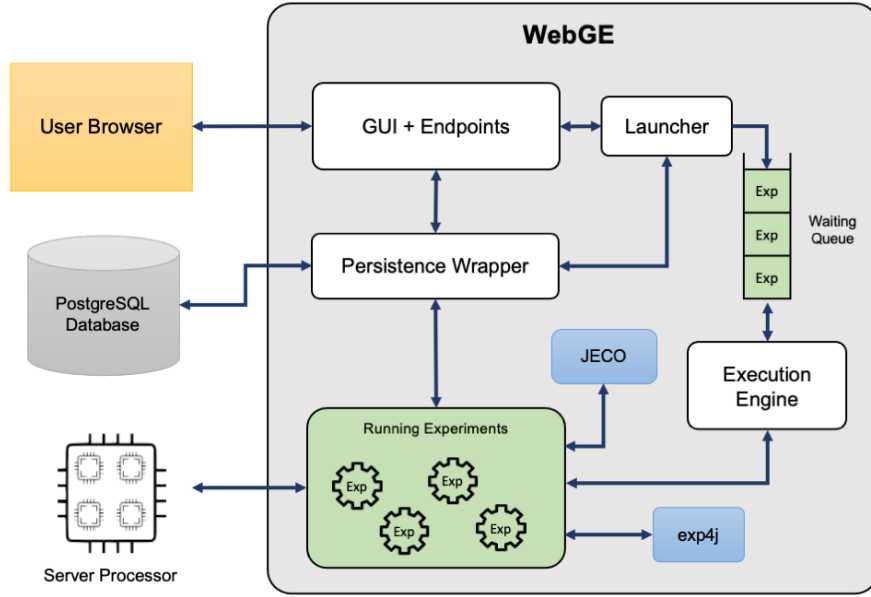 WebGE
User Browser
GUI + Endpoints
Launcher
Exp
Exp
Exp
Waiting
Queue
Persistence Wrapper
PostgreSQL
Database
JECO
Execution
Engine
Running Experiments
Exp
Exp
Exp
Exp
exp4j
Server Processor